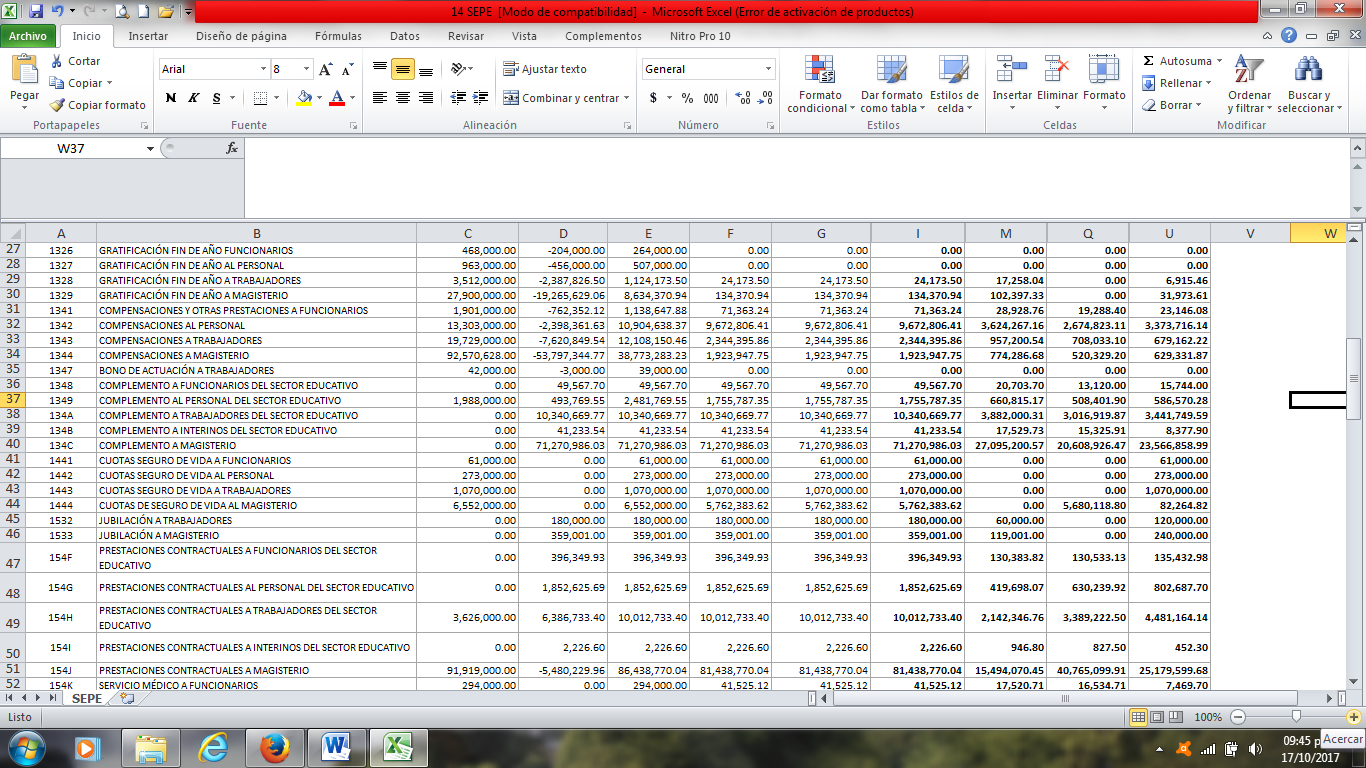 14 SEPE [Modo de compatibilidad] - Microsoft Excel (Error de activación de productos)
Archivo Inicio Insertar Diseño de página Fórmulas Datos Revisar Vista Complementos Nitro Pro 10
Pegar
Cortar
Copiar
Copiar formato
Portapapeles
Arial 8
N K S
Fuente
Ajustar texto
Combinar y centrar
Alineación
General
$ % 000
Número
Formato condicional
Dar formato como tabla
Estilos de celda
Estilos
Insertar Eliminar Formato
Celdas
Autosuma
Rellenar
Borrar
Ordenar y filtrar
Buscar y seleccionar
Modificar
W37 fx
A B C D E F G I M Q U V W
27 1326 GRATIFICACIÓN FIN DE AÑO FUNCIONARIOS 468,000.00 -204,000.00 264,000.00 0.00 0.00 0.00 0.00 0.00 0.00
28 1327 GRATIFICACIÓN FIN DE AÑO AL PERSONAL 963,000.00 -456,000.00 507,000.00 0.00 0.00 0.00 0.00 0.00 0.00
29 1328 GRATIFICACIÓN FIN DE AÑO A TRABAJADORES 3,512,000.00 -2,387,826.50 1,124,173.50 24,173.50 24,173.50 24,173.50 17,258.04 0.00 6,915.46
30 1329 GRATIFICACIÓN FIN DE AÑO A MAGISTERIO 27,900,000.00 -19,265,629.06 8,634,370.94 134,370.94 134,370.94 134,370.94 102,397.33 0.00 31,973.61
31 1341 COMPENSACIONES Y OTRAS PRESTACIONES A FUNCIONARIOS 1,901,000.00 -762,352.12 1,138,647.88 71,363.24 71,363.24 71,363.24 28,928.76 19,288.40 23,146.08
32 1342 COMPENSACIONES AL PERSONAL 13,303,000.00 -2,398,361.63 10,904,638.37 9,672,806.41 9,672,806.41 9,672,806.41 3,624,267.16 2,674,823.11 3,373,716.14
33 1343 COMPENSACIONES A TRABAJADORES 19,729,000.00 -7,620,849.54 12,108,150.46 2,344,395.86 2,344,395.86 2,344,395.86 957,200.54 708,033.10 679,162.22
34 1344 COMPENSACIONES A MAGISTERIO 92,570,628.00 -53,797,344.77 38,773,283.23 1,923,947.75 1,923,947.75 1,923,947.75 774,286.68 520,329.20 629,331.87
35 1347 BONO DE ACTUACIÓN A TRABAJADORES 42,000.00 -3,000.00 39,000.00 0.00 0.00 0.00 0.00 0.00 0.00
36 1348 COMPLEMENTO A FUNCIONARIOS DEL SECTOR EDUCATIVO 0.00 49,567.70 49,567.70 49,567.70 49,567.70 49,567.70 20,703.70 13,120.00 15,744.00
37 1349 COMPLEMENTO AL PERSONAL DEL SECTOR EDUCATIVO 1,988,000.00 493,769.55 2,481,769.55 1,755,787.35 1,755,787.35 1,755,787.35 660,815.17 508,401.90 586,570.28
38 134A COMPLEMENTO A TRABAJADORES DEL SECTOR EDUCATIVO 0.00 10,340,669.77 10,340,669.77 10,340,669.77 10,340,669.77 10,340,669.77 3,882,000.31 3,016,919.87 3,441,749.59
39 134B COMPLEMENTO A INTERINOS DEL SECTOR EDUCATIVO 0.00 41,233.54 41,233.54 41,233.54 41,233.54 41,233.54 17,529.73 15,325.91 8,377.90
40 134C COMPLEMENTO A MAGISTERIO 0.00 71,270,986.03 71,270,986.03 71,270,986.03 71,270,986.03 71,270,986.03 27,095,200.57 20,608,926.47 23,566,858.99
41 1441 CUOTAS SEGURO DE VIDA A FUNCIONARIOS 61,000.00 0.00 61,000.00 61,000.00 61,000.00 61,000.00 0.00 0.00 61,000.00
42 1442 CUOTAS SEGURO DE VIDA AL PERSONAL 273,000.00 0.00 273,000.00 273,000.00 273,000.00 273,000.00 0.00 0.00 273,000.00
43 1443 CUOTAS SEGURO DE VIDA A TRABAJADORES 1,070,000.00 0.00 1,070,000.00 1,070,000.00 1,070,000.00 1,070,000.00 0.00 0.00 1,070,000.00
44 1444 CUOTAS DE SEGURO DE VIDA AL MAGISTERIO 6,552,000.00 0.00 6,552,000.00 5,762,383.62 5,762,383.62 5,762,383.62 0.00 5,680,118.80 82,264.82
45 1532 JUBILACIÓN A TRABAJADORES 0.00 180,000.00 180,000.00 180,000.00 180,000.00 180,000.00 60,000.00 0.00 120,000.00
46 1533 JUBILACIÓN A MAGISTERIO 0.00 359,001.00 359,001.00 359,001.00 359,001.00 359,001.00 119,001.00 0.00 240,000.00
47 154F PRESTACIONES CONTRACTUALES A FUNCIONARIOS DEL SECTOR EDUCATIVO 0.00 396,349.93 396,349.93 396,349.93 396,349.93 396,349.93 130,383.82 130,533.13 135,432.98
48 154G PRESTACIONES CONTRACTUALES AL PERSONAL DEL SECTOR EDUCATIVO 0.00 1,852,625.69 1,852,625.69 1,852,625.69 1,852,625.69 1,852,625.69 419,698.07 630,239.92 802,687.70
49 154H PRESTACIONES CONTRACTUALES A TRABAJADORES DEL SECTOR EDUCATIVO 3,626,000.00 6,386,733.40 10,012,733.40 10,012,733.40 10,012,733.40 10,012,733.40 2,142,346.76 3,389,222.50 4,481,164.14
50 154I PRESTACIONES CONTRACTUALES A INTERINOS DEL SECTOR EDUCATIVO 0.00 2,226.60 2,226.60 2,226.60 2,226.60 2,226.60 946.80 827.50 452.30
51 154J PRESTACIONES CONTRACTUALES A MAGISTERIO 91,919,000.00 -5,480,229.96 86,438,770.04 81,438,770.04 81,438,770.04 81,438,770.04 15,494,070.45 40,765,099.91 25,179,599.68
52 154K SERVICIO MÉDICO A FUNCIONARIOS 294,000.00 0.00 294,000.00 41,525.12 41,525.12 41,525.12 17,520.71 16,534.71 7,469.70
SEPE
Listo 100%
09:45 p
Acercar
17/10/2017